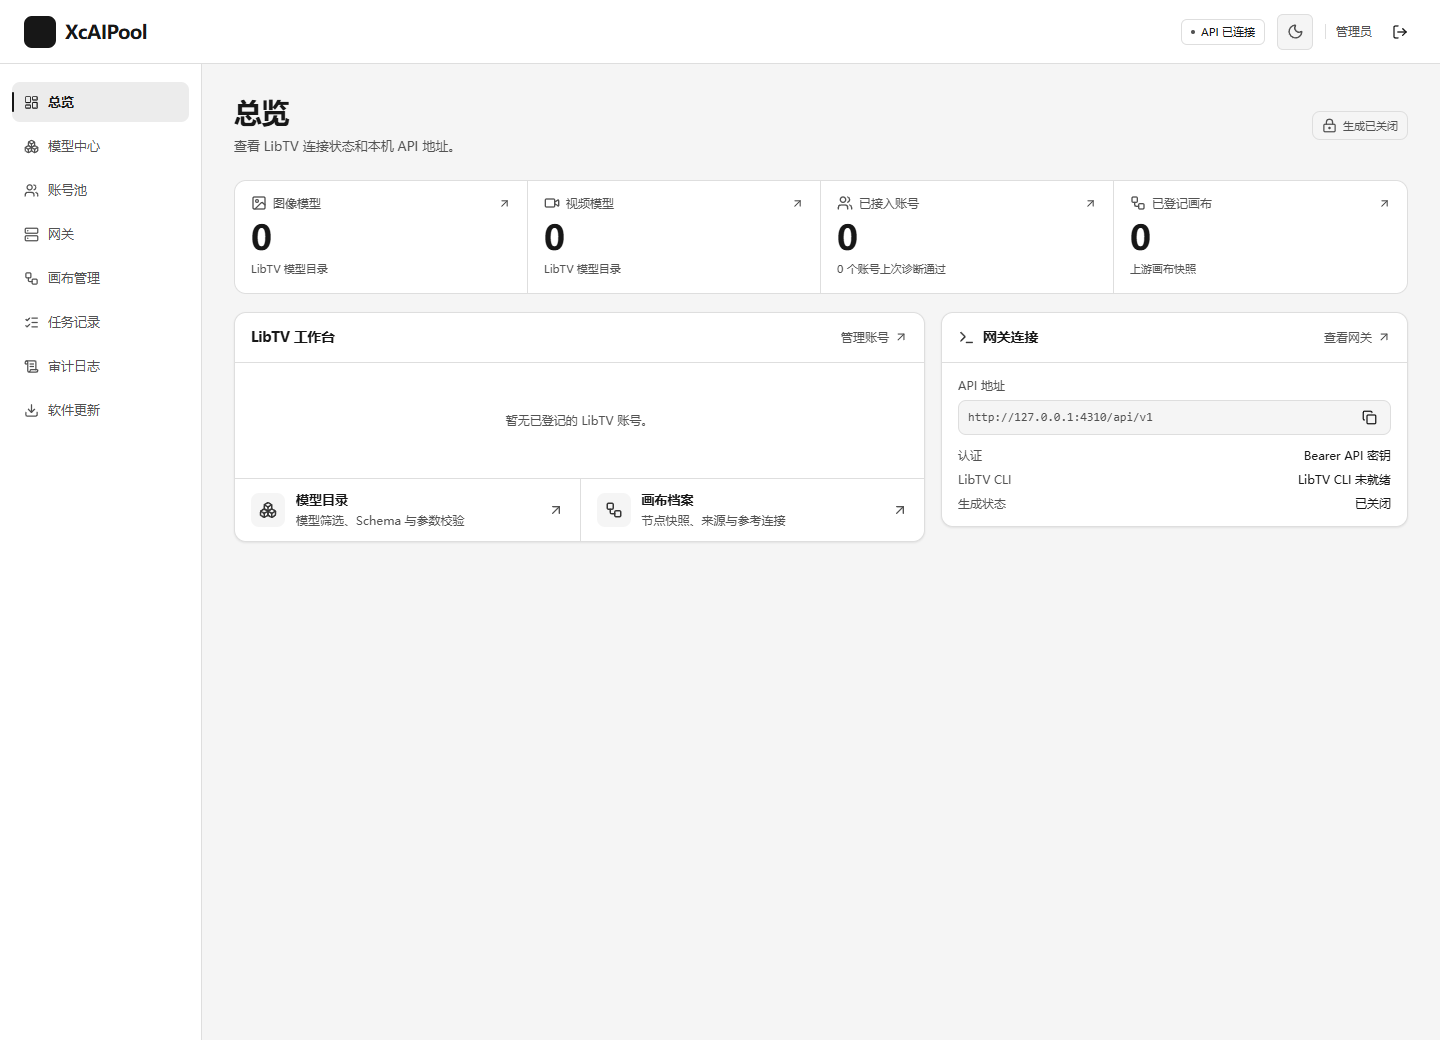 XcAIPool
API 已连接
管理员
总览
模型中心
账号池
网关
画布管理
任务记录
审计日志
软件更新
总览
查看 LibTV 连接状态和本机 API 地址。
生成已关闭
图像模型
0
LibTV 模型目录
视频模型
0
LibTV 模型目录
已接入账号
0
0 个账号上次诊断通过
已登记画布
0
上游画布快照
LibTV 工作台
管理账号
暂无已登记的 LibTV 账号。
模型目录
模型筛选、Schema 与参数校验
画布档案
节点快照、来源与参考连接
网关连接
查看网关
API 地址
http://127.0.0.1:4310/api/v1
认证
Bearer API 密钥
LibTV CLI
LibTV CLI 未就绪
生成状态
已关闭